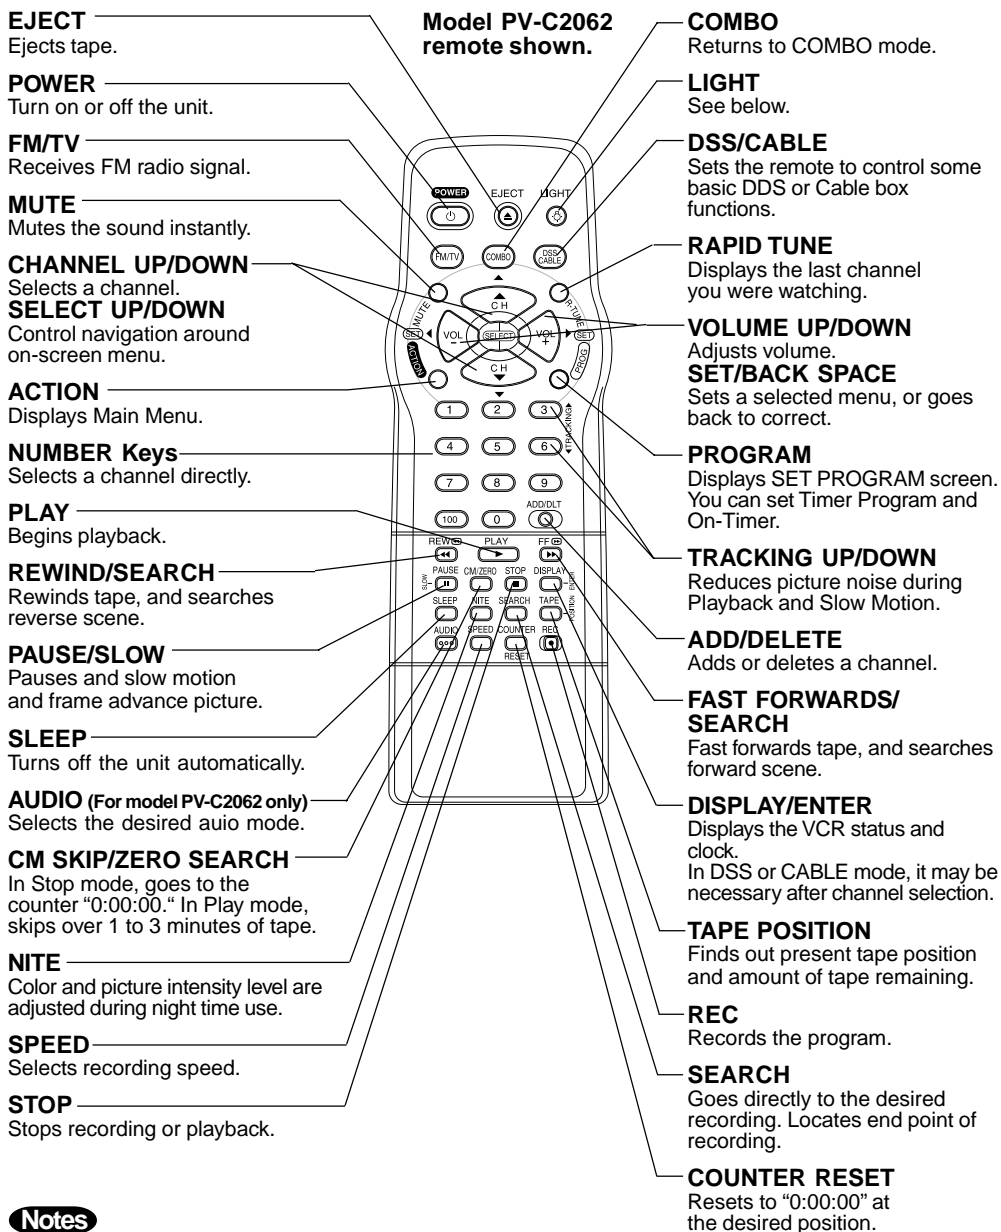 EJECT
Ejects tape.
POWER
Turn on or off the unit.
FM/TV
Receives FM radio signal.
MUTE
Mutes the sound instantly.
CHANNEL UP/DOWN
Selects a channel.
SELECT UP/DOWN
Control navigation around
on-screen menu.
ACTION
Displays Main Menu.
NUMBER Keys
Selects a channel directly.
PLAY
Begins playback.
REWIND/SEARCH
Rewinds tape, and searches
reverse scene.
PAUSE/SLOW
Pauses and slow motion
and frame advance picture.
SLEEP
Turns off the unit automatically.
AUDIO (For model PV-C2062 only)
Selects the desired auio mode.
CM SKIP/ZERO SEARCH
In Stop mode, goes to the
counter “0:00:00.“ In Play mode,
skips over 1 to 3 minutes of tape.
NITE
Color and picture intensity level are
adjusted during night time use.
SPEED
Selects recording speed.
STOP
Stops recording or playback.
Notes
Model PV-C2062
remote shown.
POWER EJECT LIGHT
FM/TV COMBO DSS CABLE
MUTE CH R-TUNE
SET VOL - SELECT VOL + SET
ACTION CH PROG
1 2 3
TRACKING
4 5 6
7 8 9
ADD/DLT
100 0
REW PLAY FF
SLOW PAUSE CM/ZERO STOP DISPLAY ENTER
SLEEP NITE SEARCH TAPE POSITION
AUDIO SPEED COUNTER REC
RESET
COMBO
Returns to COMBO mode.
LIGHT
See below.
DSS/CABLE
Sets the remote to control some
basic DDS or Cable box
functions.
RAPID TUNE
Displays the last channel
you were watching.
VOLUME UP/DOWN
Adjusts volume.
SET/BACK SPACE
Sets a selected menu, or goes
back to correct.
PROGRAM
Displays SET PROGRAM screen.
You can set Timer Program and
On-Timer.
TRACKING UP/DOWN
Reduces picture noise during
Playback and Slow Motion.
ADD/DELETE
Adds or deletes a channel.
FAST FORWARDS/
SEARCH
Fast forwards tape, and searches
forward scene.
DISPLAY/ENTER
Displays the VCR status and
clock.
In DSS or CABLE mode, it may be
necessary after channel selection.
TAPE POSITION
Finds out present tape position
and amount of tape remaining.
REC
Records the program.
SEARCH
Goes directly to the desired
recording. Locates end point of
recording.
COUNTER RESET
Resets to “0:00:00” at
the desired position.